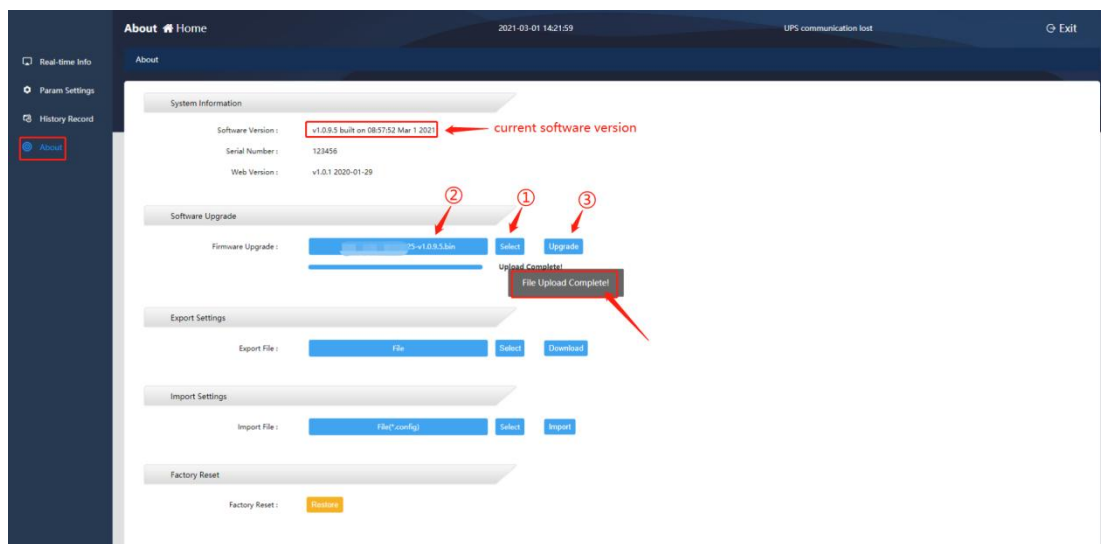 About Home 2021-03-01 14:21:59 UPS communication lost Exit
Real-time Info
Param Settings
History Record
About
About
System Information
Software Version : v1.0.9.5 built on 08:57:52 Mar 1 2021 current software version
Serial Number : 123456
Web Version : v1.0.1 2020-01-29
② ① ③
Software Upgrade
Firmware Upgrade : 25-v1.0.9.5.bin Select Upgrade
Upload Complete!
File Upload Complete!
Export Settings
Export File : File Select Download
Import Settings
Import File : File(*.config) Select Import
Factory Reset
Factory Reset : Restore